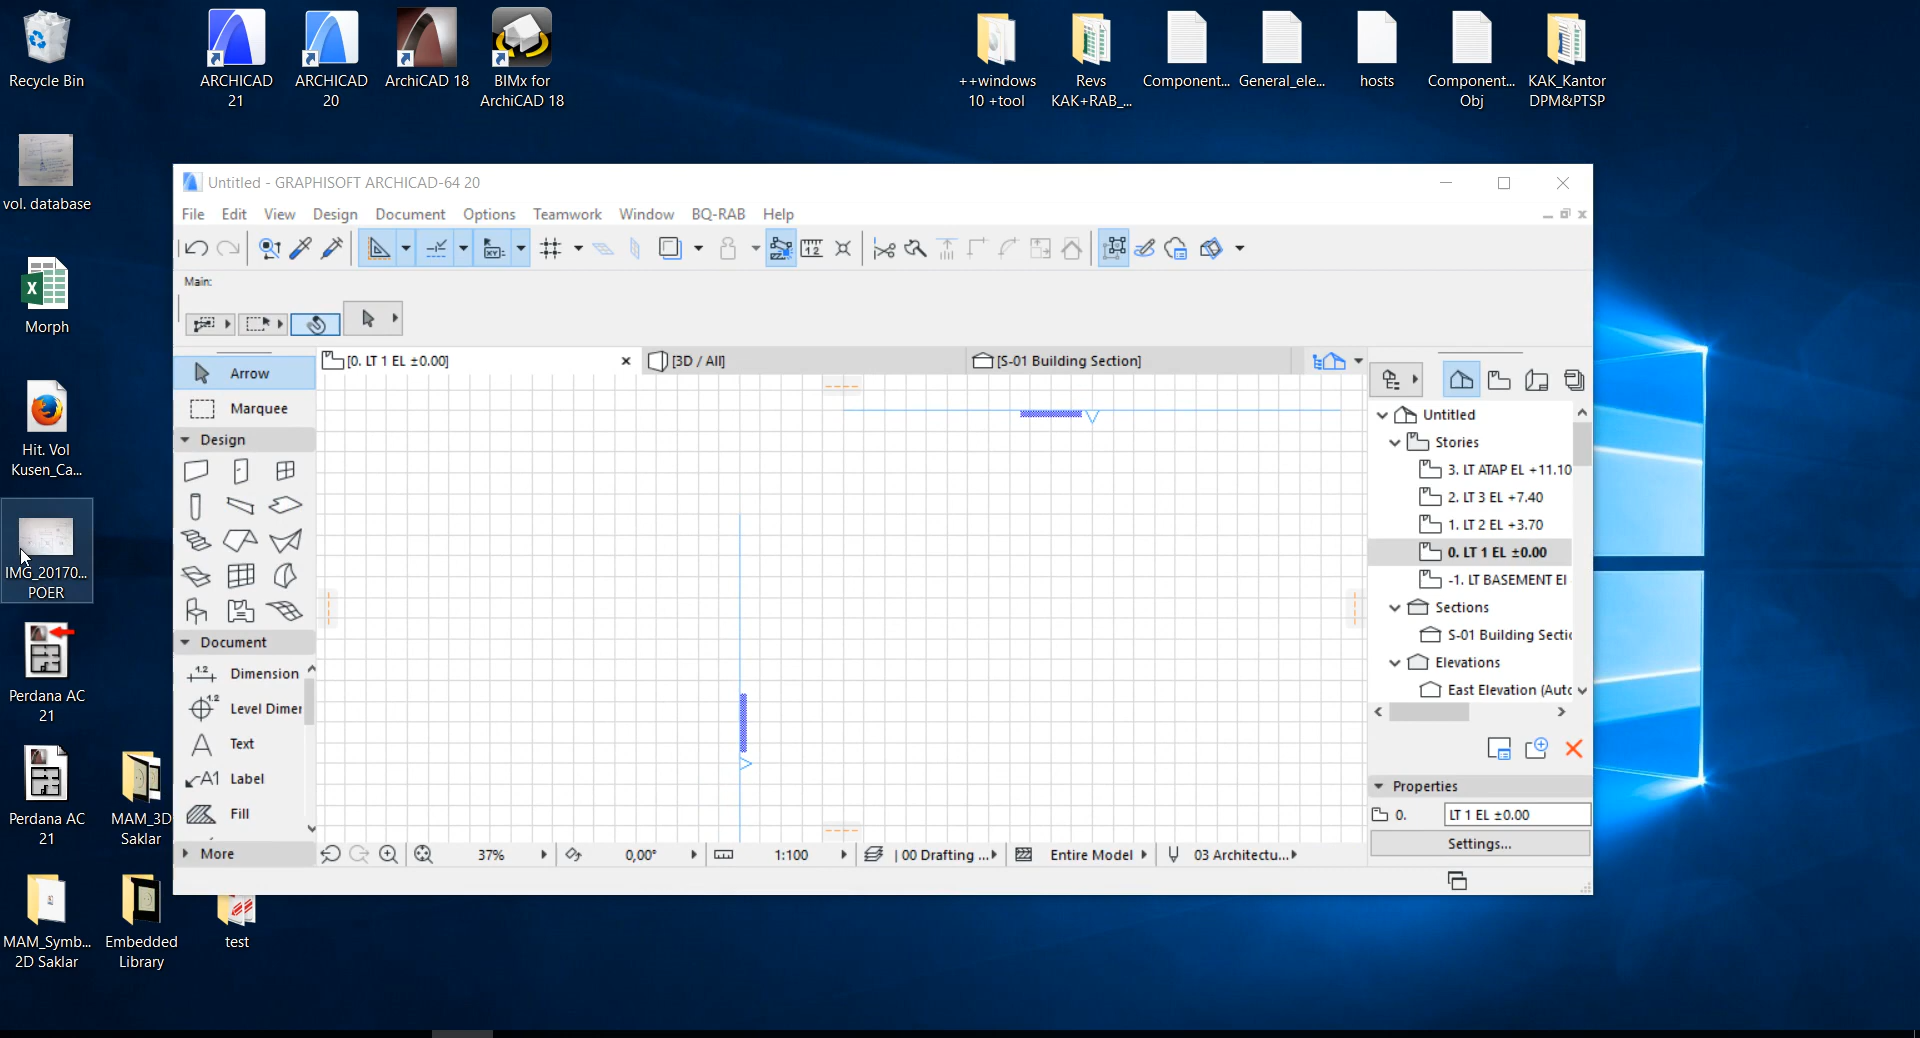 Recycle Bin
ARCHICAD
21
ARCHICAD
20
ArchiCAD 18
BIMx for
ArchiCAD 18
++windows
10 +tool
Revs
KAK+RAB_...
Component...
General_ele...
hosts
Component...
Obj
KAK_Kantor
DPM&PTSP
vol. database
Morph
Hit. Vol
Kusen_Ca...
IMG_20170...
POER
Perdana AC
21
Perdana AC
21
MAM_3D
Saklar
MAM_Symb...
2D Saklar
Embedded
Library
test
Untitled - GRAPHISOFT ARCHICAD-64 20
File Edit View Design Document Options Teamwork Window BQ-RAB Help
Main:
Arrow
Marquee
Design
Document
1.2 Dimension
1.2 Level Dimer
Text
A1 Label
Fill
More
[0. LT 1 EL ±0.00]
[3D / All]
[S-01 Building Section]
Untitled
Stories
3. LT ATAP EL +11.10
2. LT 3 EL +7.40
1. LT 2 EL +3.70
0. LT 1 EL ±0.00
-1. LT BASEMENT El
Sections
S-01 Building Sectic
Elevations
East Elevation (Autc
Properties
0. LT 1 EL ±0.00
Settings...
37% 0,00° 1:100 00 Drafting ... Entire Model 03 Architectu...